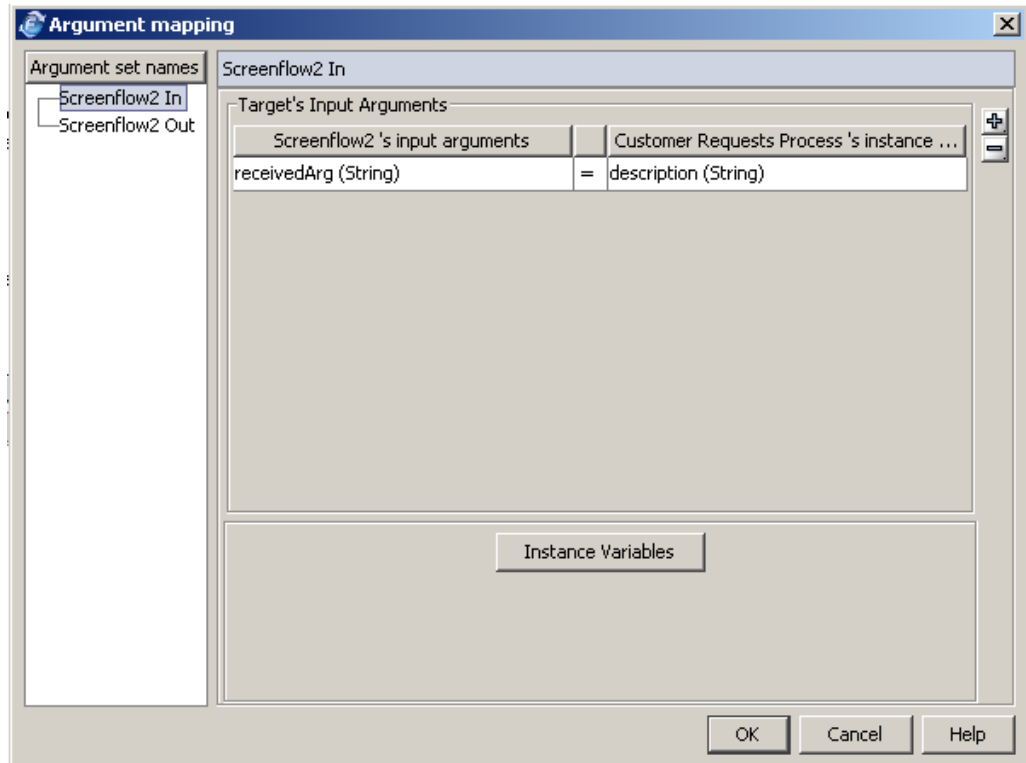 Argument mapping
Argument set names
Screenflow2 In
Screenflow2 Out
Screenflow2 In
Target's Input Arguments
Screenflow2 's input arguments Customer Requests Process 's instance ...
receivedArg (String) = description (String)
Instance Variables
OK Cancel Help